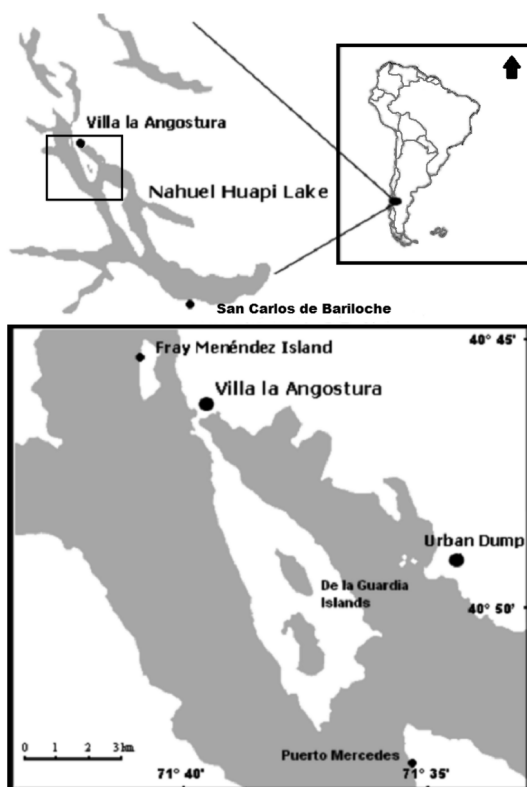 Villa la Angostura
Nahuel Huapi Lake
San Carlos de Bariloche
40° 45'
Fray Menéndez Island
Villa la Angostura
Urban Dump
De la Guardia
Islands
40° 50'
0 1 2 3 km
Puerto Mercedes
71° 40'
71° 35'